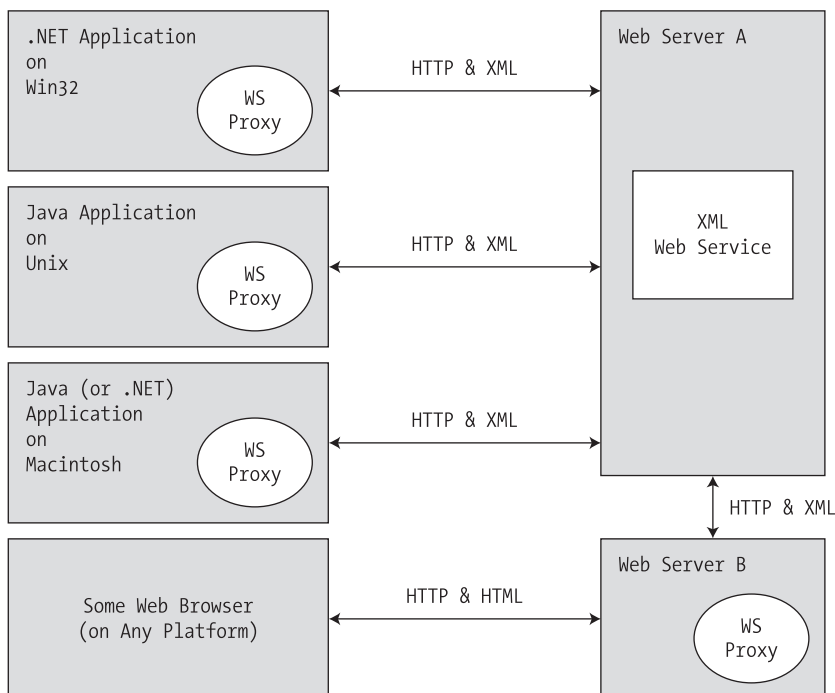 .NET Application
on
Win32
WS
Proxy
HTTP & XML
Web Server A
XML
Web Service
Java Application
on
Unix
WS
Proxy
HTTP & XML
Java (or .NET)
Application
on
Macintosh
WS
Proxy
HTTP & XML
HTTP & XML
Some Web Browser
(on Any Platform)
HTTP & HTML
Web Server B
WS
Proxy